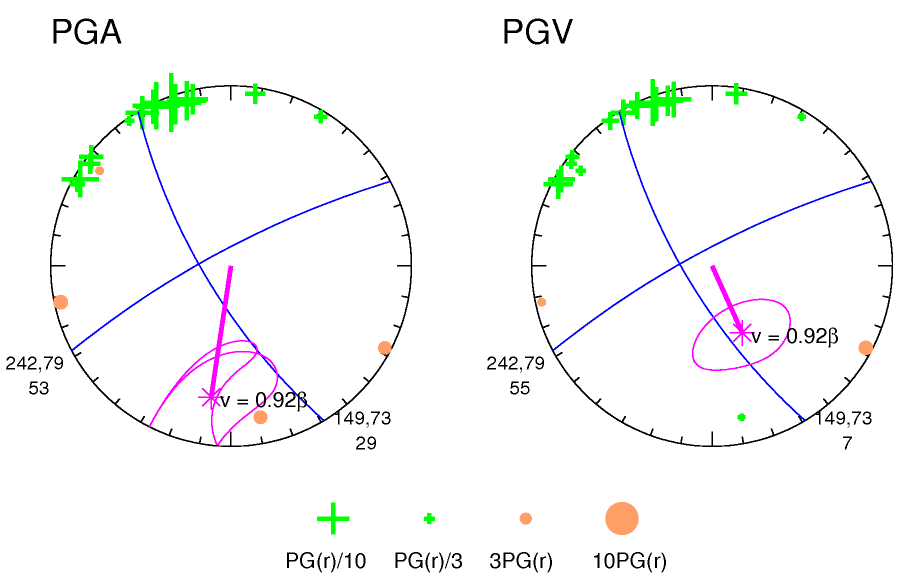 PGA
PGV
v = 0.92β
v = 0.92β
242,79
53
149,73
29
242,79
55
149,73
7
PG(r)/10
PG(r)/3
3PG(r)
10PG(r)